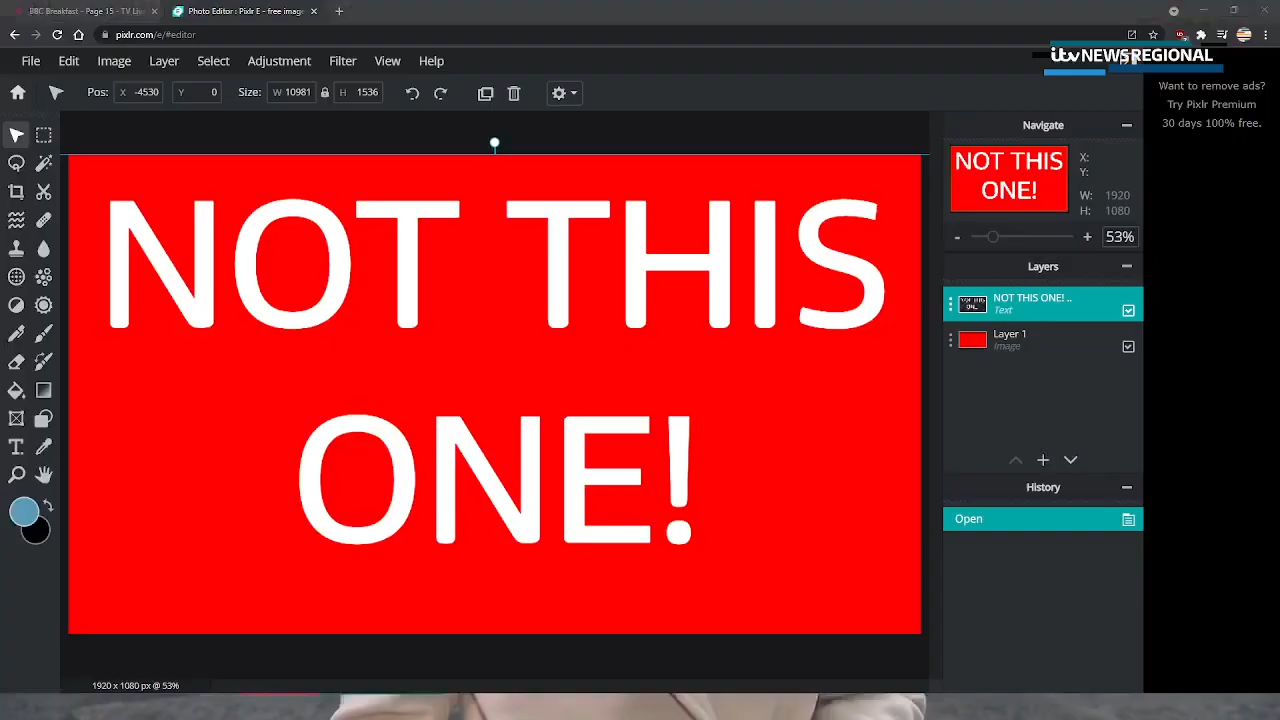 BBC Breakfast - Page 15 - TV Live
Photo Editor : Pixlr E - free image
pixlr.com/e/#editor
itv NEWS REGIONAL
File Edit Image Layer Select Adjustment Filter View Help
Pos: X -4530 Y 0 Size: W 10981 H 1536
Want to remove ads?
Try Pixlr Premium
30 days 100% free.
Navigate
NOT THIS
ONE!
X:
Y:
W: 1920
H: 1080
- + 53%
Layers
NOT THIS ONE! ..
Text
Layer 1
Image
History
Open
NOT THIS
ONE!
1920 x 1080 px @ 53%